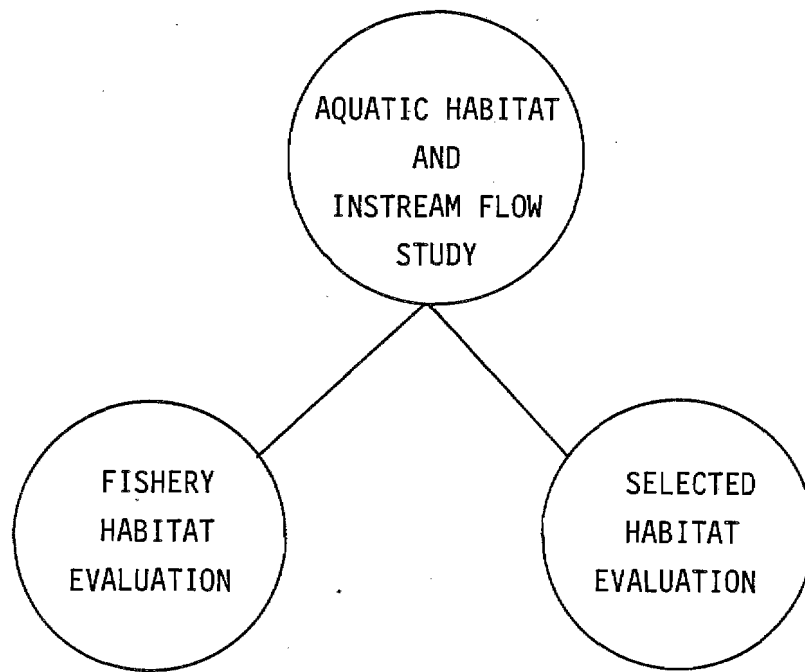 AQUATIC HABITAT
AND
INSTREAM FLOW
STUDY
FISHERY
HABITAT
EVALUATION
SELECTED
HABITAT
EVALUATION